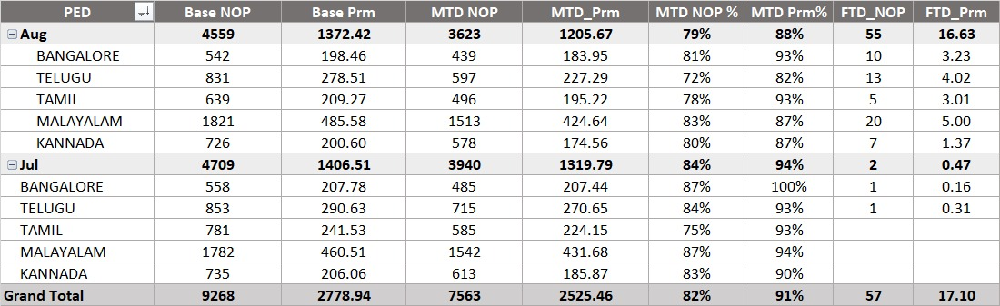 PED Base NOP Base Prm MTD NOP MTD_Prm MTD NOP % MTD Prm% FTD_NOP FTD_Prm
Aug 4559 1372.42 3623 1205.67 79% 88% 55 16.63
BANGALORE 542 198.46 439 183.95 81% 93% 10 3.23
TELUGU 831 278.51 597 227.29 72% 82% 13 4.02
TAMIL 639 209.27 496 195.22 78% 93% 5 3.01
MALAYALAM 1821 485.58 1513 424.64 83% 87% 20 5.00
KANNADA 726 200.60 578 174.56 80% 87% 7 1.37
Jul 4709 1406.51 3940 1319.79 84% 94% 2 0.47
BANGALORE 558 207.78 485 207.44 87% 100% 1 0.16
TELUGU 853 290.63 715 270.65 84% 93% 1 0.31
TAMIL 781 241.53 585 224.15 75% 93%
MALAYALAM 1782 460.51 1542 431.68 87% 94%
KANNADA 735 206.06 613 185.87 83% 90%
Grand Total 9268 2778.94 7563 2525.46 82% 91% 57 17.10